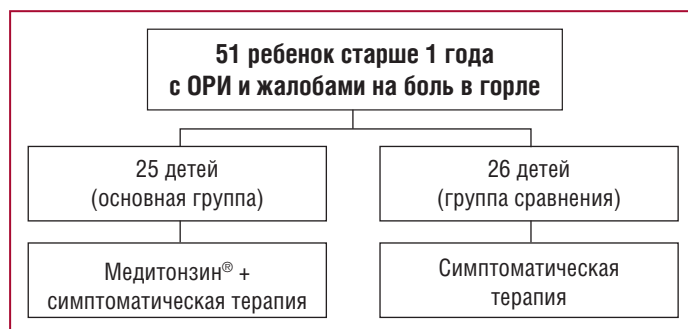 51 ребенок старше 1 года
с ОРИ и жалобами на боль в горле
25 детей
(основная группа)
26 детей
(группа сравнения)
Медитонзин® +
симптоматическая терапия
Симптоматическая
терапия